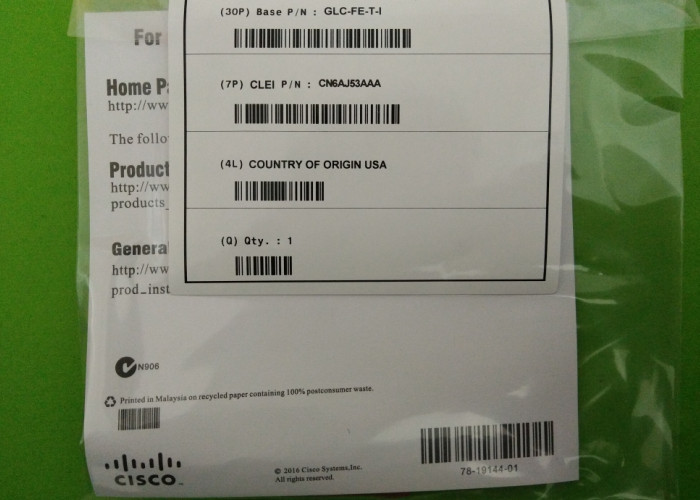 (30P) Base P/N : GLC-FE-T-I
(7P) CLEI P/N : CN6AJ53AAA
(4L) COUNTRY OF ORIGIN USA
(Q) Qty. : 1
For
Home
http://ww
The follo
Product
http://ww
products_
General
http://ww
prod_inst
N906
Printed in Malaysia on recycled paper containing 100% postconsumer waste.
CISCO
© 2016 Cisco Systems,Inc.
All rights reserved.
78-19144-01